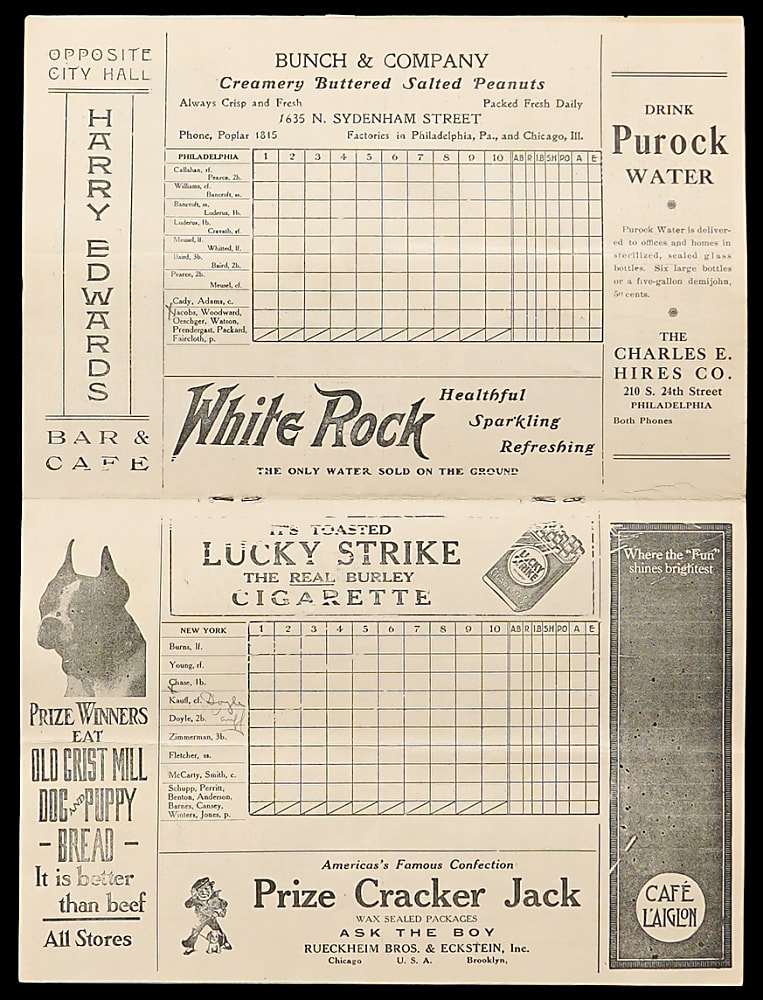 OPPOSITE
CITY HALL
HARRY EDWARDS
BAR &
CAFE
BUNCH & COMPANY
Creamery Buttered Salted Peanuts
Always Crisp and Fresh Packed Fresh Daily
1635 N. SYDENHAM STREET
Phone, Poplar 1815 Factories in Philadelphia, Pa., and Chicago, Ill.
PHILADELPHIA 1 2 3 4 5 6 7 8 9 10 AB R 1B SH PO A E
Callahan, rf.
Pearce, 2b.
Williams, cf.
Bancroft, ss.
Bancroft, ss.
Luderus, 1b.
Luderus, 1b.
Cravath, rf.
Meusel, lf.
Whitted, lf.
Baird, 3b.
Baird, 2b.
Pearce, 2b.
Meusel, cf.
Cady, Adams, c.
Jacobs, Woodward,
Oeschger, Watson,
Prendergast, Packard,
Faircloth, p.
White Rock
Healthful
Sparkling
Refreshing
THE ONLY WATER SOLD ON THE GROUND
DRINK
Purock
WATER
Purock Water is deliver-
ed to offices and homes in
sterilized, sealed glass
bottles. Six large bottles
or a five-gallon demijohn,
50 cents.
THE
CHARLES E.
HIRES CO.
210 S. 24th Street
PHILADELPHIA
Both Phones
PRIZE WINNERS
EAT
OLD GRIST MILL
DOG AND PUPPY
- BREAD -
It is better
than beef
All Stores
IT'S TOASTED
LUCKY STRIKE
THE REAL BURLEY
CIGARETTE
LUCKY
STRIKE
NEW YORK 1 2 3 4 5 6 7 8 9 10 AB R 1B SH PO A E
Burns, lf.
Young, rf.
Chase, 1b.
Kauff, cf. Doyle
Doyle, 2b. Kauff
Zimmerman, 3b.
Fletcher, ss.
McCarty, Smith, c.
Schupp, Perritt,
Benton, Anderson,
Barnes, Cansey,
Winters, Jones, p.
Americas's Famous Confection
Prize Cracker Jack
WAX SEALED PACKAGES
ASK THE BOY
RUECKHEIM BROS. & ECKSTEIN, Inc.
Chicago U. S. A. Brooklyn,
Where the "Fun"
shines brightest
CAFÉ
L'AIGLON